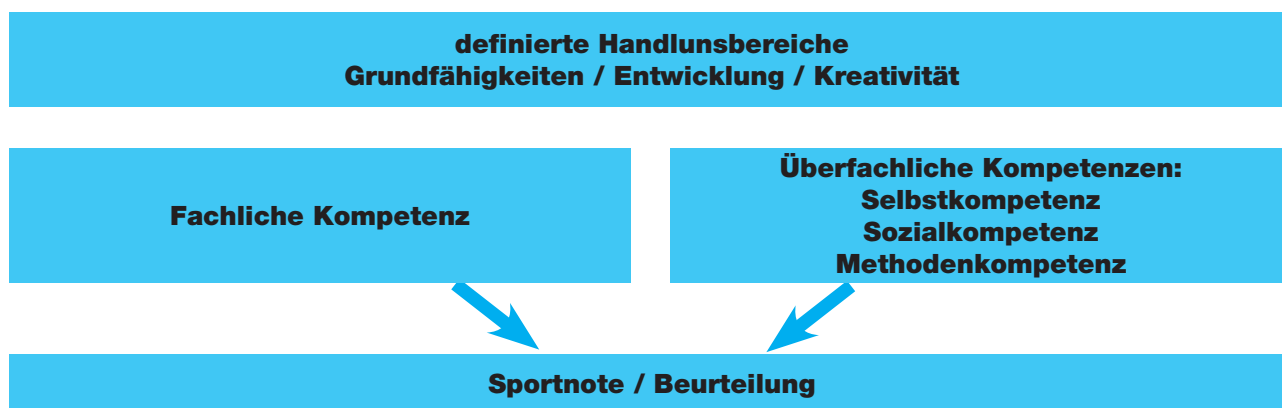 definierte Handlunsbereiche
Grundfähigkeiten / Entwicklung / Kreativität
Fachliche Kompetenz
Überfachliche Kompetenzen:
Selbstkompetenz
Sozialkompetenz
Methodenkompetenz
Sportnote / Beurteilung